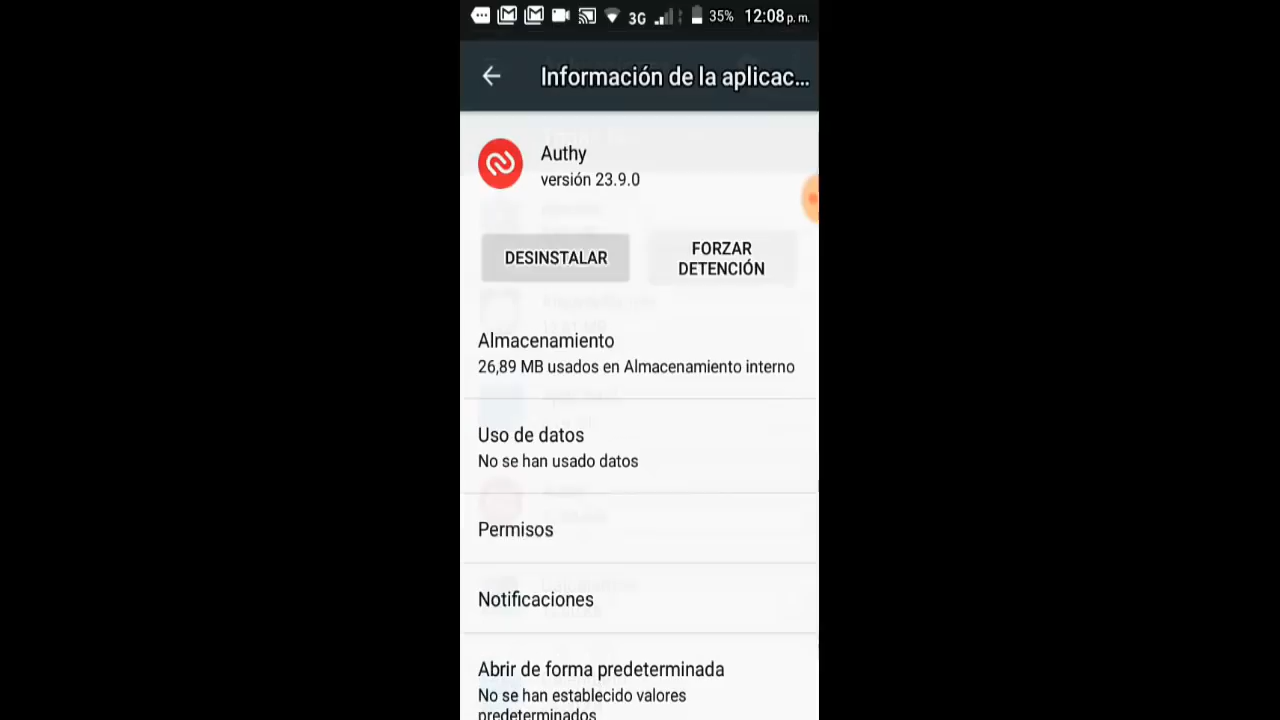 3G 35% 12:08 p. m.
Información de la aplicac...
Authy
versión 23.9.0
DESINSTALAR
FORZAR
DETENCIÓN
Almacenamiento
26,89 MB usados en Almacenamiento interno
Uso de datos
No se han usado datos
Permisos
Notificaciones
Abrir de forma predeterminada
No se han establecido valores
predeterminados